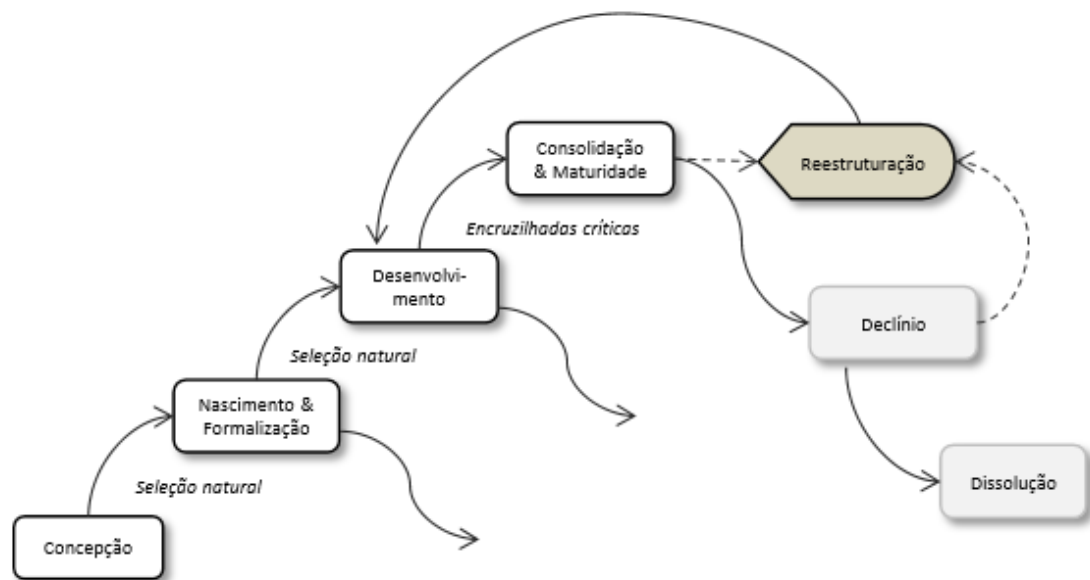 Consolidação
& Maturidade
Reestruturação
Encruzilhadas críticas
Desenvolvi-
mento
Declínio
Seleção natural
Nascimento &
Formalização
Seleção natural
Dissolução
Concepção